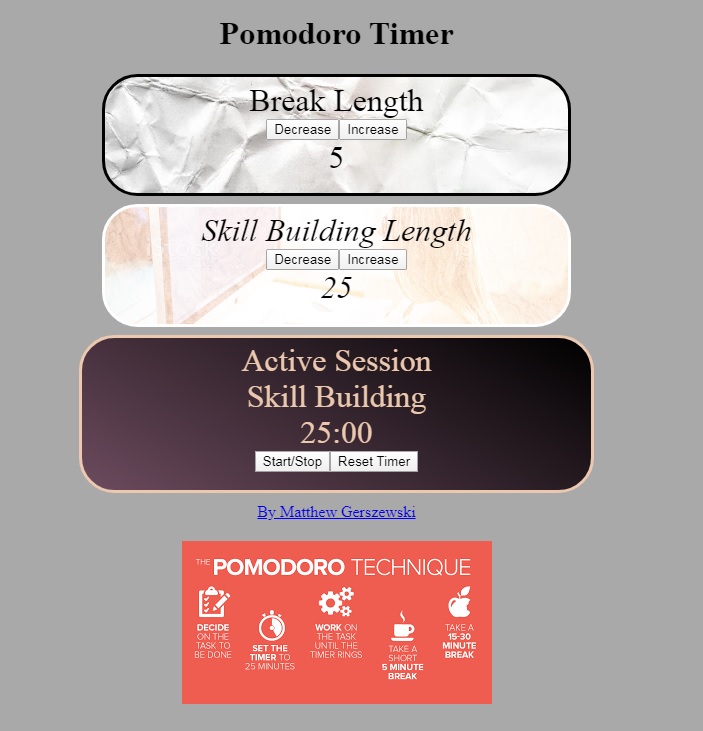 Pomodoro Timer
Break Length
Decrease Increase
5
Skill Building Length
Decrease Increase
25
Active Session
Skill Building
25:00
Start/Stop Reset Timer
By Matthew Gerszewski
THE POMODORO TECHNIQUE
DECIDE
ON THE
TASK TO
BE DONE
SET THE
TIMER TO
25 MINUTES
WORK ON
THE TASK
UNTIL THE
TIMER RINGS
TAKE A
SHORT
5 MINUTE
BREAK
TAKE A
15-30
MINUTE
BREAK